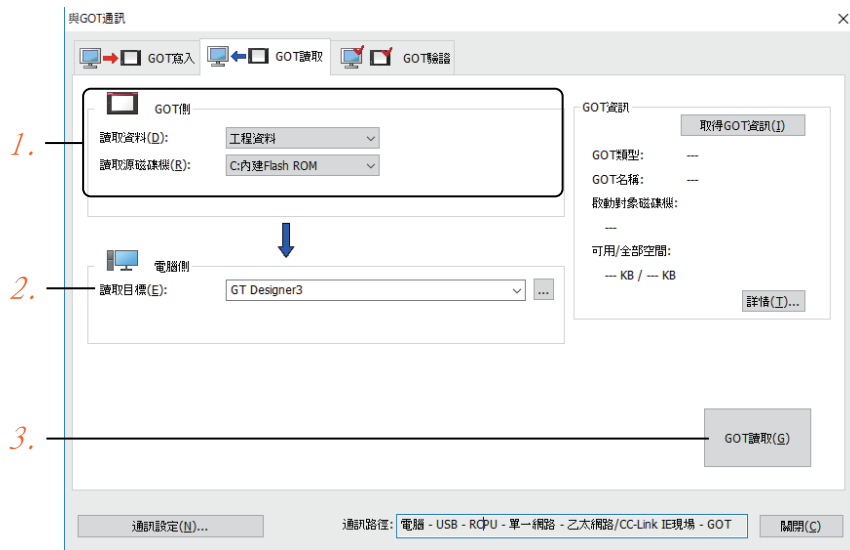 與GOT通訊
GOT寫入 GOT讀取 GOT驗證
1.
GOT側
讀取資料(D): 工程資料
讀取源磁碟機(R): C:內建Flash ROM
2.
電腦側
讀取目標(E): GT Designer3 ...
GOT資訊
取得GOT資訊(I)
GOT類型: ---
GOT名稱: ---
啟動對象磁碟機:
---
可用/全部空間:
--- KB / --- KB
詳情(T)...
3.
GOT讀取(G)
通訊設定(N)... 通訊路徑: 電腦 - USB - RCPU - 單一網路 - 乙太網路/CC-Link IE現場 - GOT 關閉(C)